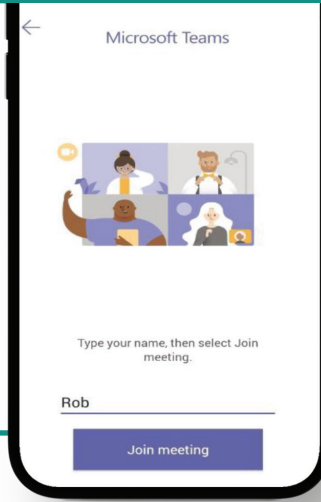 Microsoft Teams
Type your name, then select Join
meeting.
Rob
Join meeting